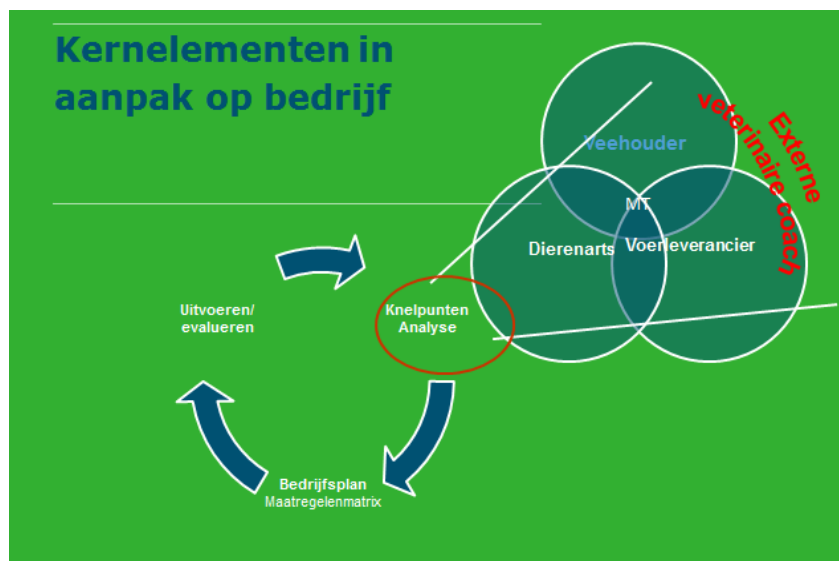 Kernelementen in
aanpak op bedrijf
Externe
veterinaire coach
Veehouder
MT
Dierenarts
Voerleverancier
Uitvoeren/
evalueren
Knelpunten
Analyse
Bedrijfsplan
Maatregelenmatrix